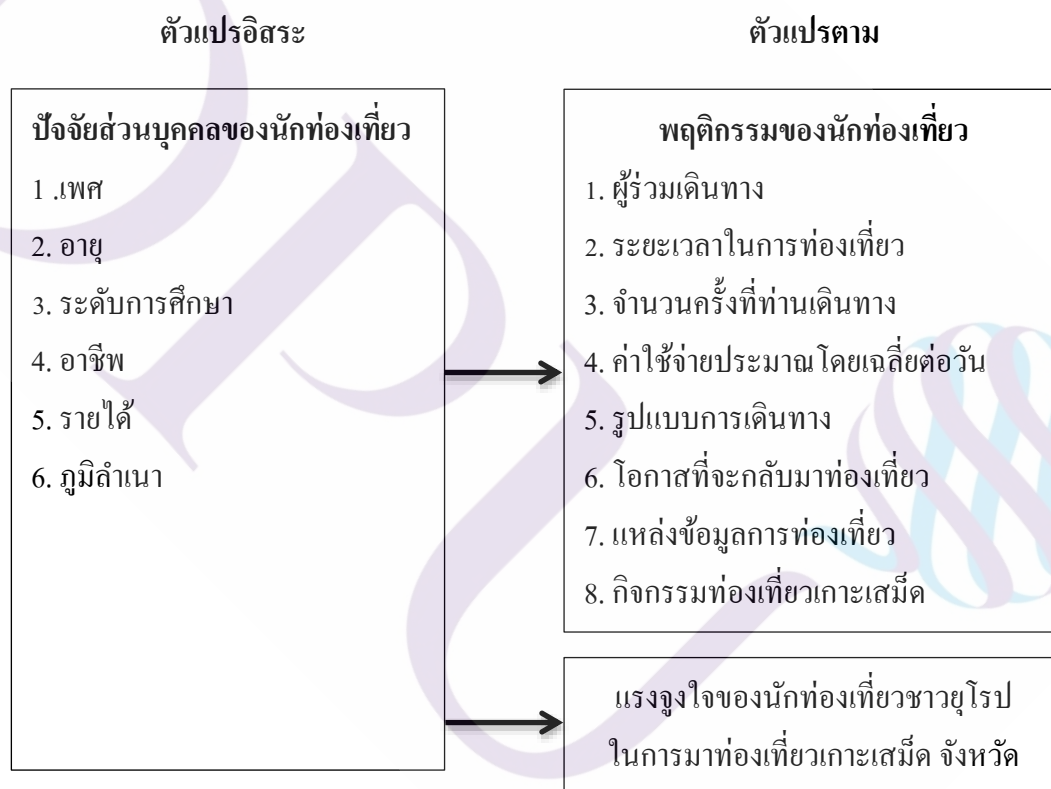 ตัวแปรอิสระ
ตัวแปรตาม
ปัจจัยส่วนบุคคลของนักท่องเที่ยว
1 .เพศ
2. อายุ
3. ระดับการศึกษา
4. อาชีพ
5. รายได้
6. ภูมิลำเนา
พฤติกรรมของนักท่องเที่ยว
1. ผู้ร่วมเดินทาง
2. ระยะเวลาในการท่องเที่ยว
3. จำนวนครั้งที่ท่านเดินทาง
4. ค่าใช้จ่ายประมาณโดยเฉลี่ยต่อวัน
5. รูปแบบการเดินทาง
6. โอกาสที่จะกลับมาท่องเที่ยว
7. แหล่งข้อมูลการท่องเที่ยว
8. กิจกรรมท่องเที่ยวเกาะเสม็ด
แรงจูงใจของนักท่องเที่ยวชาวยุโรป
ในการมาท่องเที่ยวเกาะเสม็ด จังหวัด
DPU